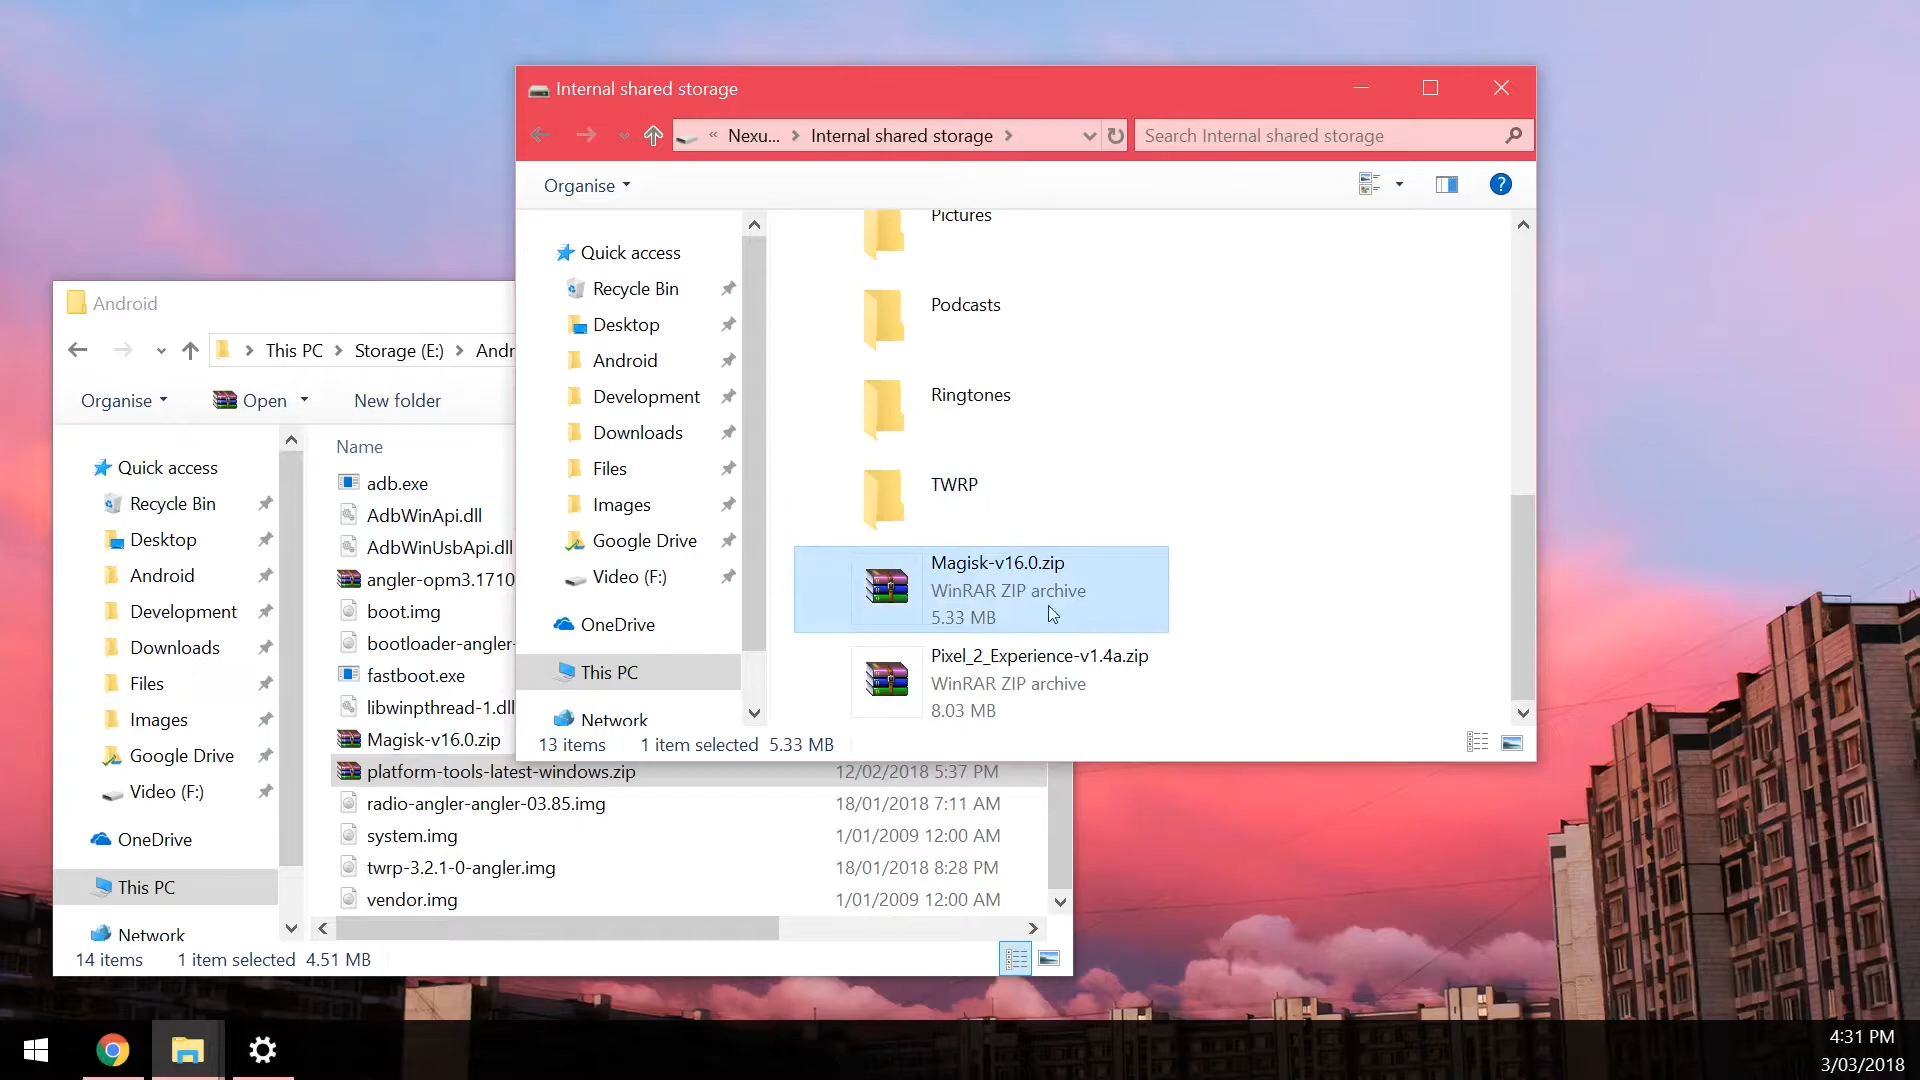 Internal shared storage
« Nexu... > Internal shared storage >
Search Internal shared storage
Organise
Quick access
Recycle Bin
Desktop
Android
Development
Downloads
Files
Images
Google Drive
Video (F:)
OneDrive
This PC
Network
Pictures
Podcasts
Ringtones
TWRP
Magisk-v16.0.zip
WinRAR ZIP archive
5.33 MB
Pixel_2_Experience-v1.4a.zip
WinRAR ZIP archive
8.03 MB
13 items 1 item selected 5.33 MB
Android
> This PC > Storage (E:) > Andr
Organise Open New folder
Quick access
Recycle Bin
Desktop
Android
Development
Downloads
Files
Images
Google Drive
Video (F:)
OneDrive
This PC
Network
Name
adb.exe
AdbWinApi.dll
AdbWinUsbApi.dll
angler-opm3.1710
boot.img
bootloader-angler-
fastboot.exe
libwinpthread-1.dll
Magisk-v16.0.zip
platform-tools-latest-windows.zip 12/02/2018 5:37 PM
radio-angler-angler-03.85.img 18/01/2018 7:11 AM
system.img 1/01/2009 12:00 AM
twrp-3.2.1-0-angler.img 18/01/2018 8:28 PM
vendor.img 1/01/2009 12:00 AM
14 items 1 item selected 4.51 MB
4:31 PM
3/03/2018